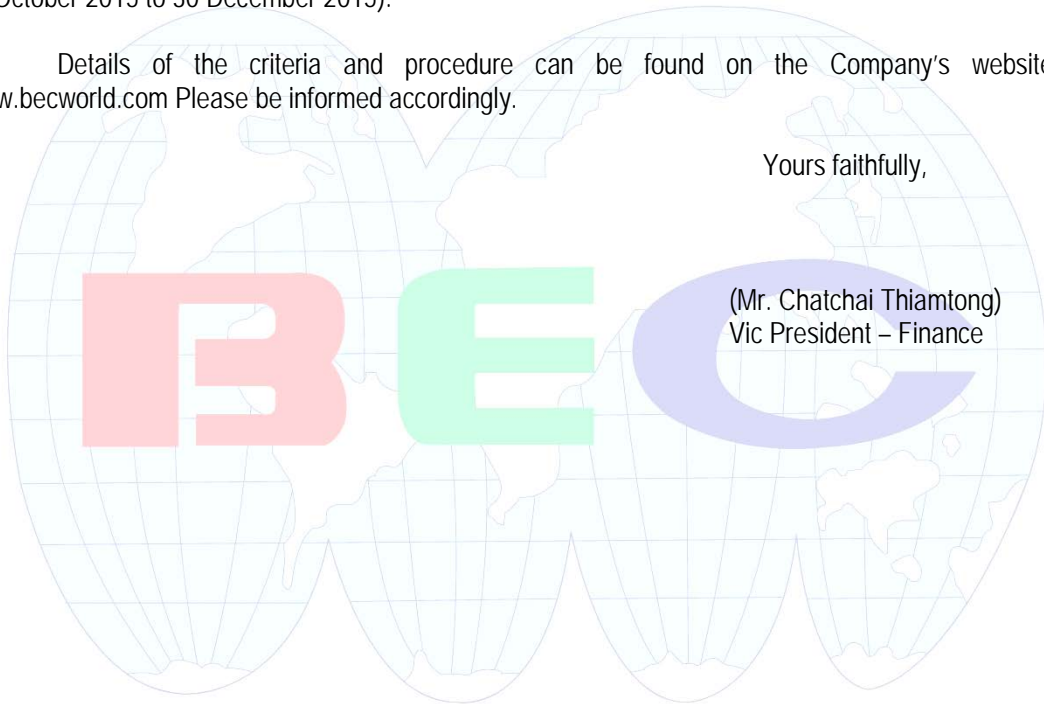 October 2015 to 30 December 2015).
Details of the criteria and procedure can be found on the Company's website
w.becworld.com Please be informed accordingly.
Yours faithfully,
(Mr. Chatchai Thiamtong)
Vic President – Finance
BEC